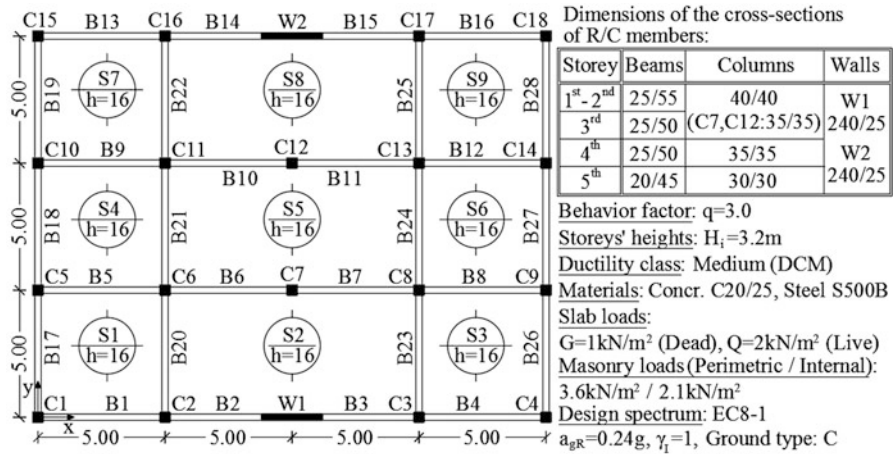 C15 B13 C16 B14 W2 B15 C17 B16 C18
B19 S7 h=16 B22 S8 h=16 B25 S9 h=16 B28
5.00
C10 B9 C11 C12 C13 B12 C14
B10 B11
B18 S4 h=16 B21 S5 h=16 B24 S6 h=16 B27
5.00
C5 B5 C6 B6 C7 B7 C8 B8 C9
B17 S1 h=16 B20 S2 h=16 B23 S3 h=16 B26
5.00
y
C1 B1 C2 B2 W1 B3 C3 B4 C4
x
5.00 5.00 5.00 5.00
Dimensions of the cross-sections
of R/C members:
Storey Beams Columns Walls
1st-2nd 25/55 40/40 W1
3rd 25/50 (C7,C12:35/35) 240/25
4th 25/50 35/35 W2
5th 20/45 30/30 240/25
Behavior factor: q=3.0
Storeys' heights: Hi=3.2m
Ductility class: Medium (DCM)
Materials: Concr. C20/25, Steel S500B
Slab loads:
G=1kN/m² (Dead), Q=2kN/m² (Live)
Masonry loads (Perimetric / Internal):
3.6kN/m² / 2.1kN/m²
Design spectrum: EC8-1
agR=0.24g, γI=1, Ground type: C